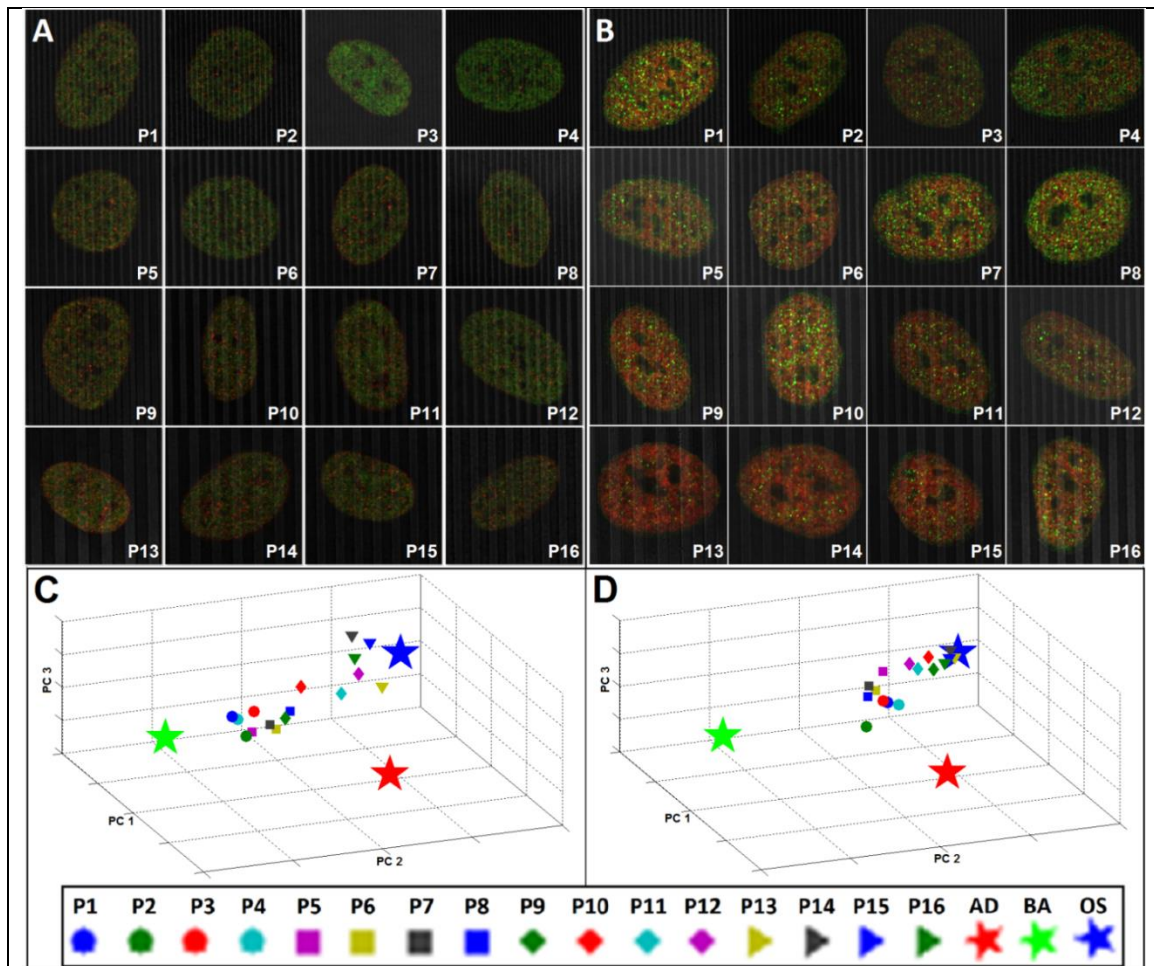 A
B
P1 P2 P3 P4 P1 P2 P3 P4
P5 P6 P7 P8 P5 P6 P7 P8
P9 P10 P11 P12 P9 P10 P11 P12
P13 P14 P15 P16 P13 P14 P15 P16
C
PC 3
PC 1
PC 2
D
PC 3
PC 1
PC 2
P1 P2 P3 P4 P5 P6 P7 P8 P9 P10 P11 P12 P13 P14 P15 P16 AD BA OS